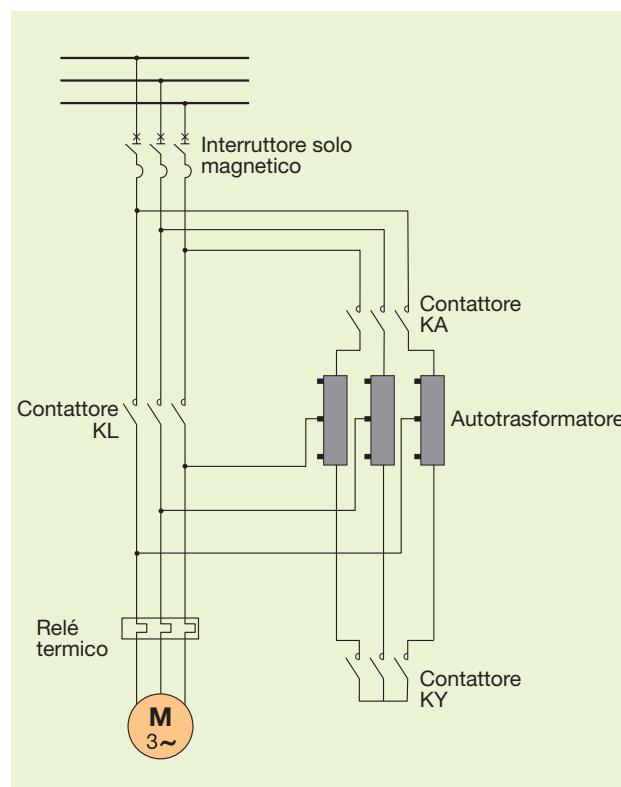 Interruttore solo
magnetico
Contattore
KA
Contattore
KL
Autotrasformatore
Relé
termico
Contattore
KY
M
3~